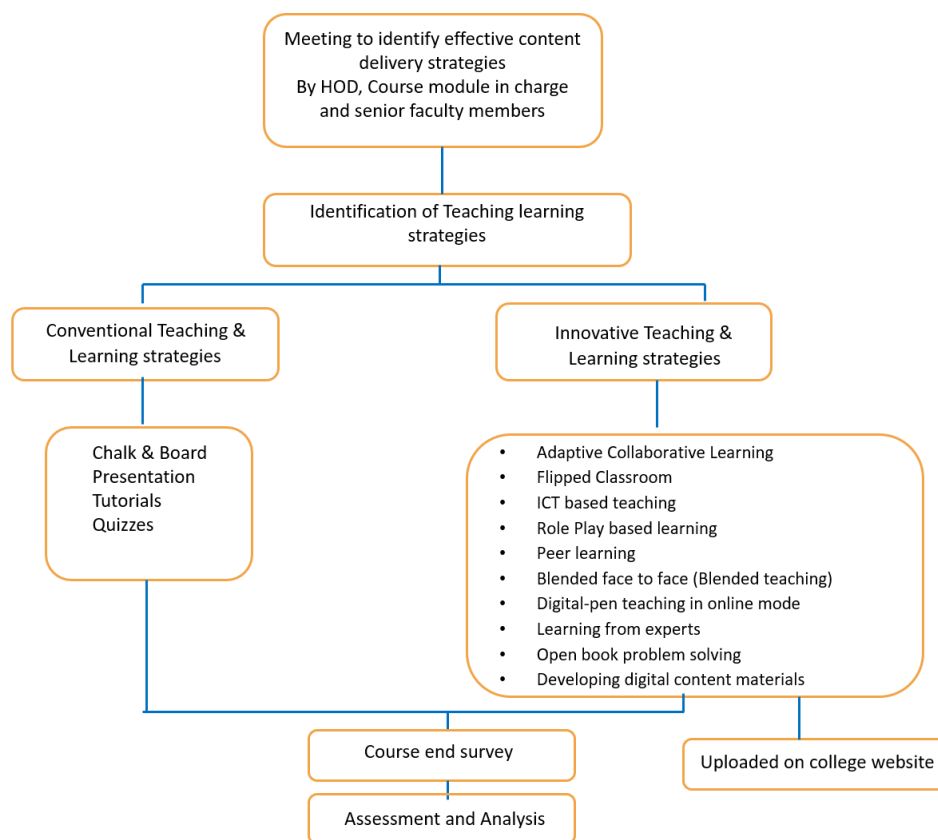 Meeting to identify effective content
delivery strategies
By HOD, Course module in charge
and senior faculty members
Identification of Teaching learning
strategies
Conventional Teaching &
Learning strategies
Innovative Teaching &
Learning strategies
Chalk & Board
Presentation
Tutorials
Quizzes
• Adaptive Collaborative Learning
• Flipped Classroom
• ICT based teaching
• Role Play based learning
• Peer learning
• Blended face to face (Blended teaching)
• Digital-pen teaching in online mode
• Learning from experts
• Open book problem solving
• Developing digital content materials
Course end survey
Uploaded on college website
Assessment and Analysis